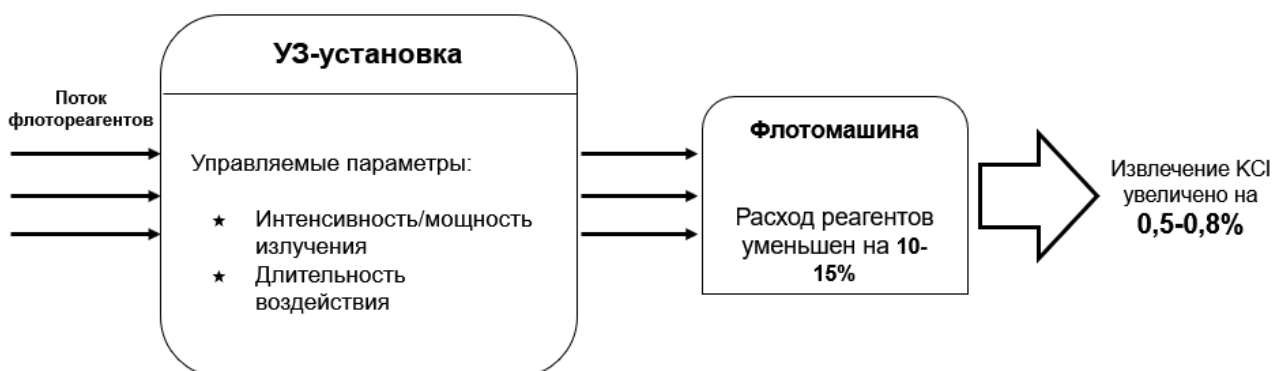 УЗ-установка
Поток
флотореагентов
Управляемые параметры:
★ Интенсивность/мощность
излучения
★ Длительность
воздействия
Флотомашина
Расход реагентов
уменьшен на 10-
15%
Извлечение KCl
увеличено на
0,5-0,8%